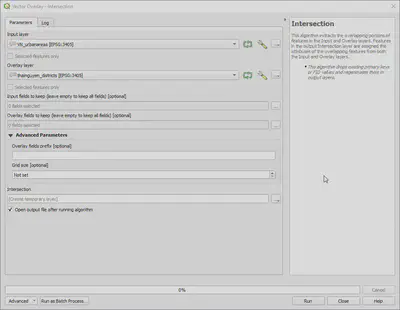 Vector Overlay - Intersection
Parameters
Log
Input layer
[EPSG:3405]
Selected features only
Overlay layer
thainguyen_districts [EPSG:3405]
Selected features only
Input fields to keep (leave empty to keep all fields) [optional]
0 fields selected
Overlay fields to keep (leave empty to keep all fields) [optional]
0 fields selected
Advanced Parameters
Overlay fields prefix [optional]
Grid size [optional]
Not set
Intersection
[Create temporary layer]
Open output file after running algorithm
Intersection
This algorithm extracts the overlapping portions of features in the Input and Overlay layers. Features in the output Intersection layer are assigned the attributes of the overlapping features from both the Input and Overlay layers.
This algorithm drops existing primary keys or FID values and regenerates them in output layers.
0%
Cancel
Advanced
Run as Batch Process...
Run
Close
Help